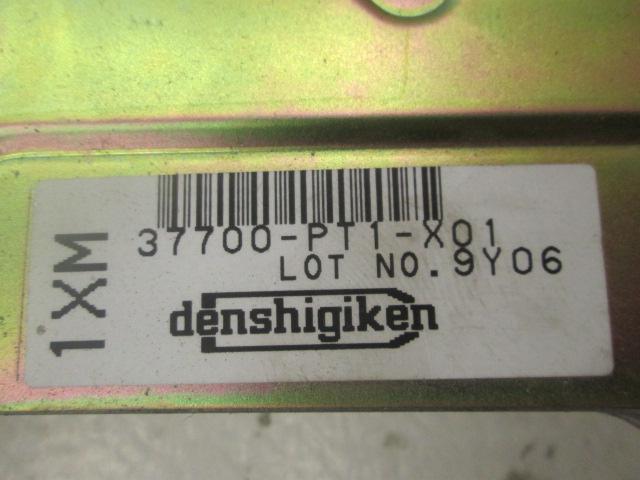 37700-PT1-X01
LOT NO.9Y06
denshigiken
1XM